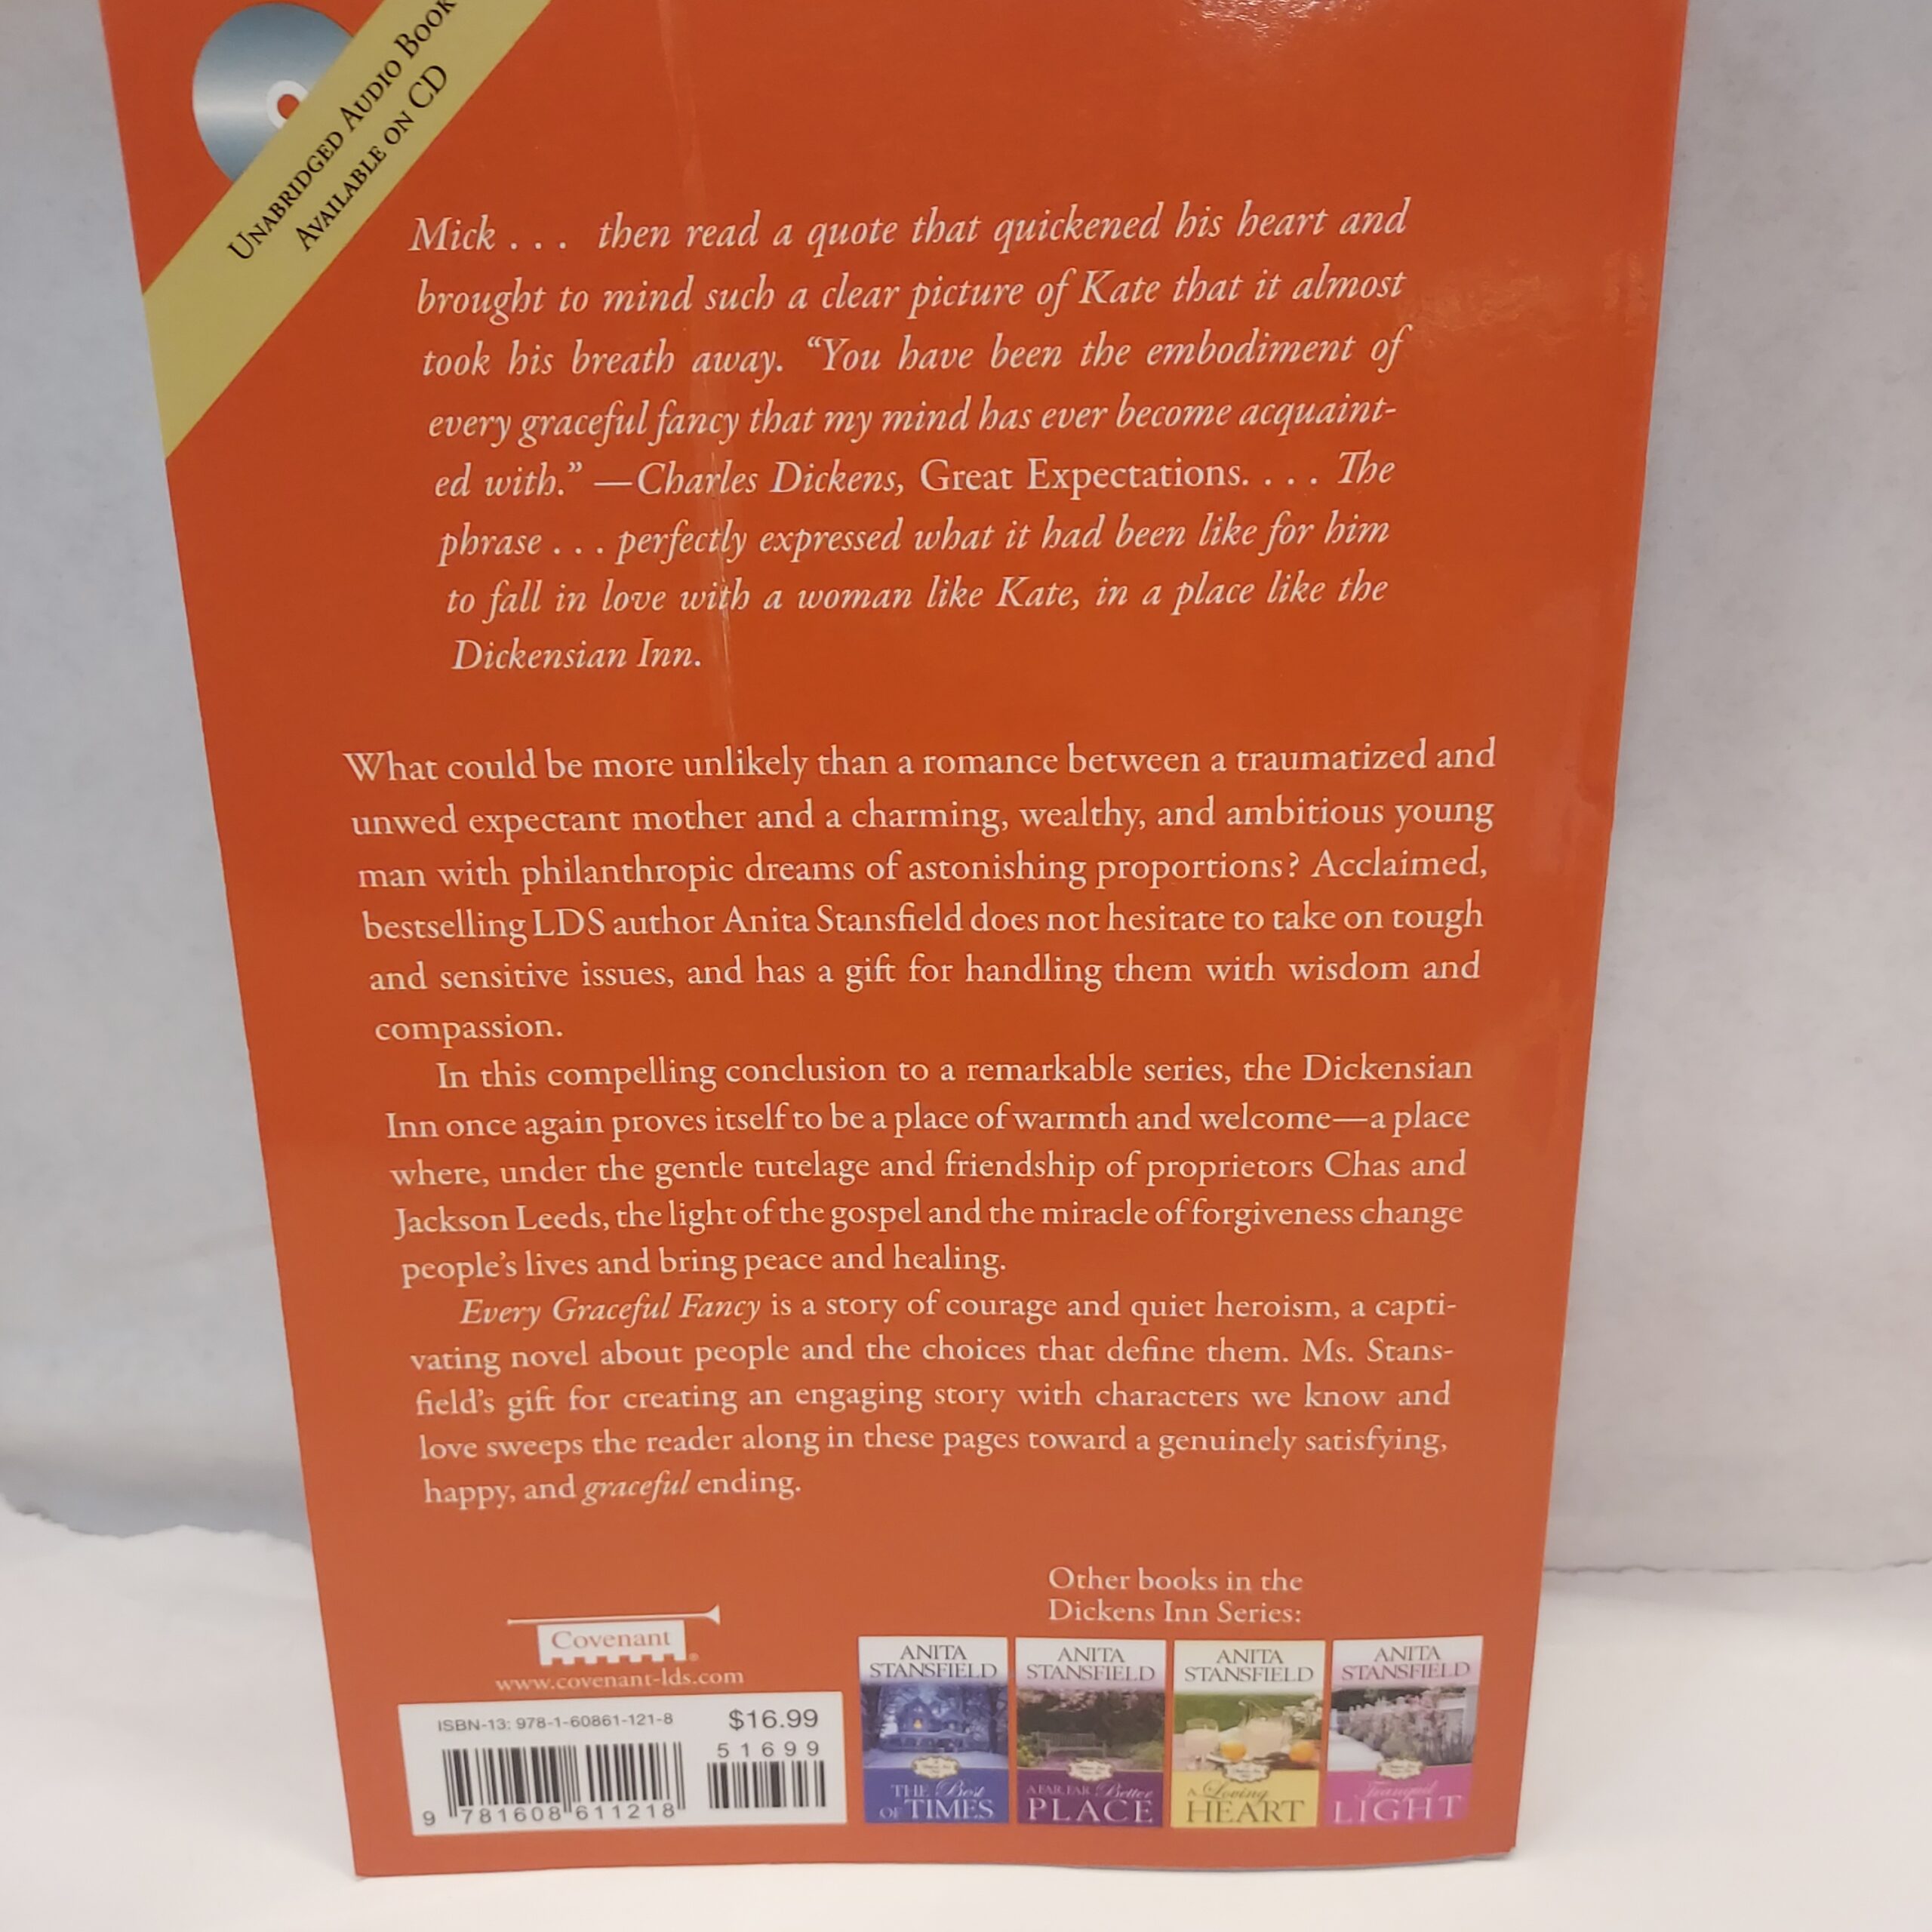 UNABRIDGED AUDIO BOOK
AVAILABLE ON CD
Mick . . . then read a quote that quickened his heart and
brought to mind such a clear picture of Kate that it almost
took his breath away. “You have been the embodiment of
every graceful fancy that my mind has ever become acquaint-
ed with.” —Charles Dickens, Great Expectations. . . . The
phrase . . . perfectly expressed what it had been like for him
to fall in love with a woman like Kate, in a place like the
Dickensian Inn.
What could be more unlikely than a romance between a traumatized and
unwed expectant mother and a charming, wealthy, and ambitious young
man with philanthropic dreams of astonishing proportions? Acclaimed,
bestselling LDS author Anita Stansfield does not hesitate to take on tough
and sensitive issues, and has a gift for handling them with wisdom and
compassion.
In this compelling conclusion to a remarkable series, the Dickensian
Inn once again proves itself to be a place of warmth and welcome—a place
where, under the gentle tutelage and friendship of proprietors Chas and
Jackson Leeds, the light of the gospel and the miracle of forgiveness change
people’s lives and bring peace and healing.
Every Graceful Fancy is a story of courage and quiet heroism, a capti-
vating novel about people and the choices that define them. Ms. Stans-
field’s gift for creating an engaging story with characters we know and
love sweeps the reader along in these pages toward a genuinely satisfying,
happy, and graceful ending.
Covenant
www.covenant-lds.com
ISBN-13: 978-1-60861-121-8
$16.99
51699
9 781608 611218
Other books in the
Dickens Inn Series:
ANITA
STANSFIELD
THE Best
OF TIMES
ANITA
STANSFIELD
A FAR, FAR Better
PLACE
ANITA
STANSFIELD
A Loving
HEART
ANITA
STANSFIELD
Tranquil
LIGHT